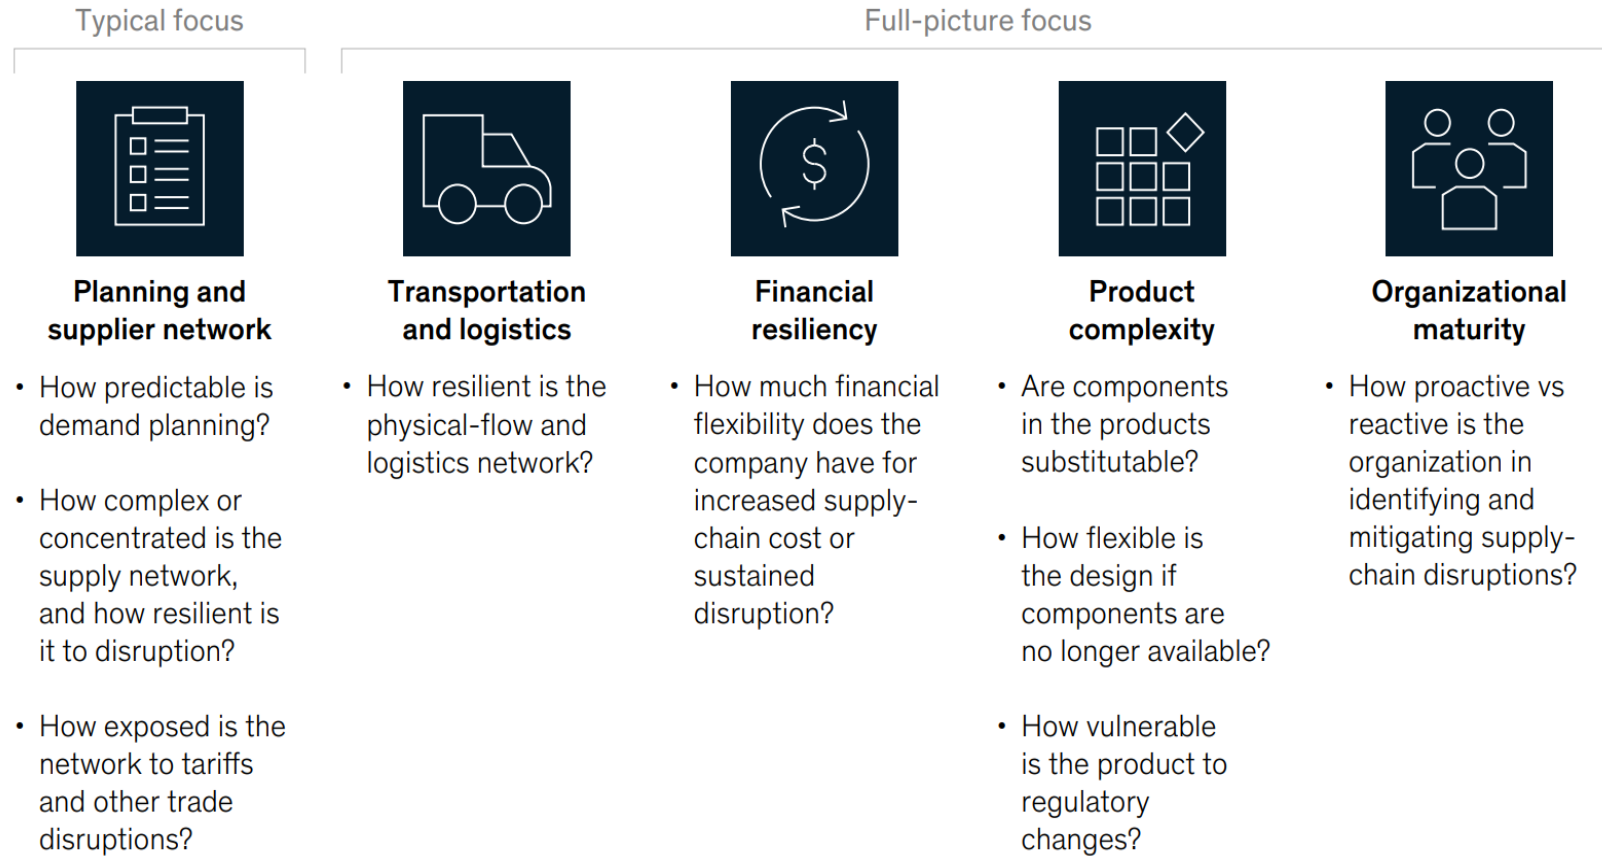 Typical focus
Full-picture focus
Planning and
supplier network
• How predictable is
demand planning?
• How complex or
concentrated is the
supply network,
and how resilient is
it to disruption?
• How exposed is the
network to tariffs
and other trade
disruptions?
Transportation
and logistics
• How resilient is the
physical-flow and
logistics network?
$
Financial
resiliency
• How much financial
flexibility does the
company have for
increased supply-
chain cost or
sustained
disruption?
Product
complexity
• Are components
in the products
substitutable?
• How flexible is
the design if
components are
no longer available?
• How vulnerable
is the product to
regulatory
changes?
Organizational
maturity
• How proactive vs
reactive is the
organization in
identifying and
mitigating supply-
chain disruptions?